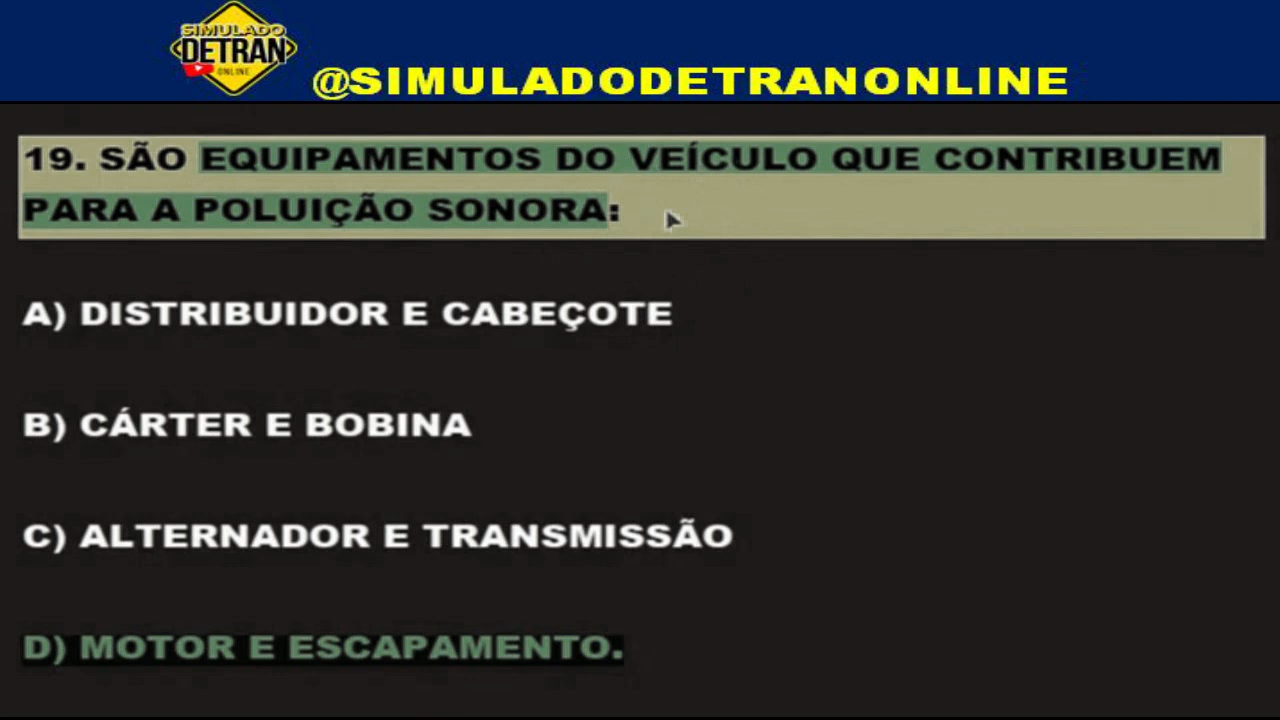 SIMULADO
DETRAN
ONLINE
@SIMULADODETRANONLINE
19. SÃO EQUIPAMENTOS DO VEÍCULO QUE CONTRIBUEM
PARA A POLUIÇÃO SONORA:
A) DISTRIBUIDOR E CABEÇOTE
B) CÁRTER E BOBINA
C) ALTERNADOR E TRANSMISSÃO
D) MOTOR E ESCAPAMENTO.